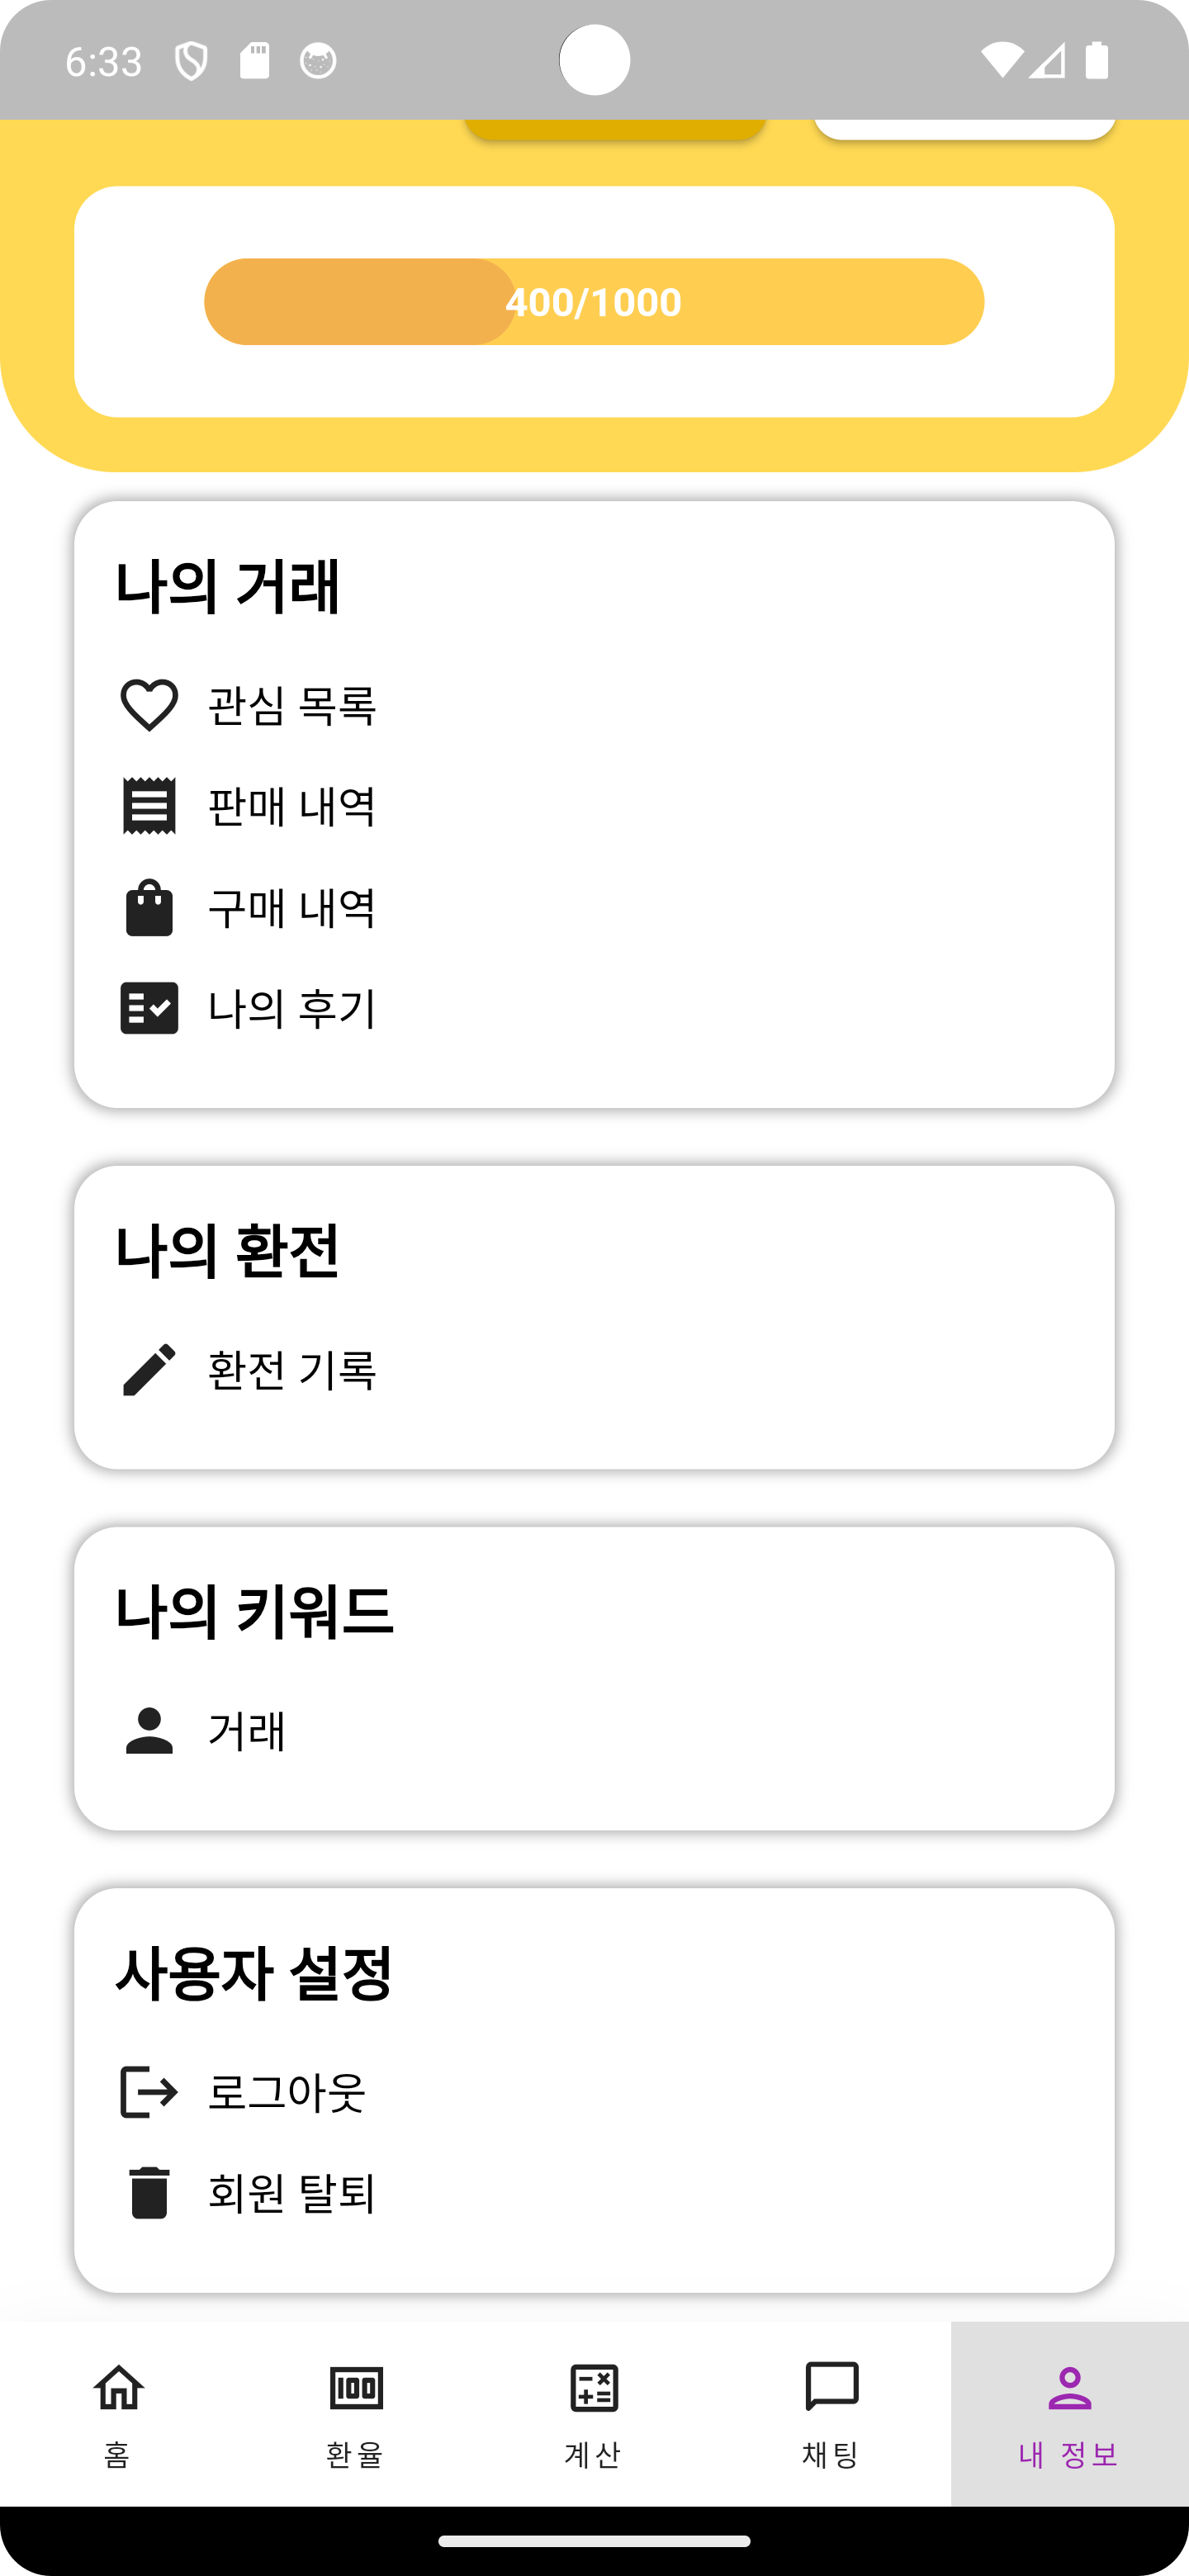 6:33
400/1000
나의 거래
관심 목록
판매 내역
구매 내역
나의 후기
나의 환전
환전 기록
나의 키워드
거래
사용자 설정
로그아웃
회원 탈퇴
홈
환율
계산
채팅
내 정보